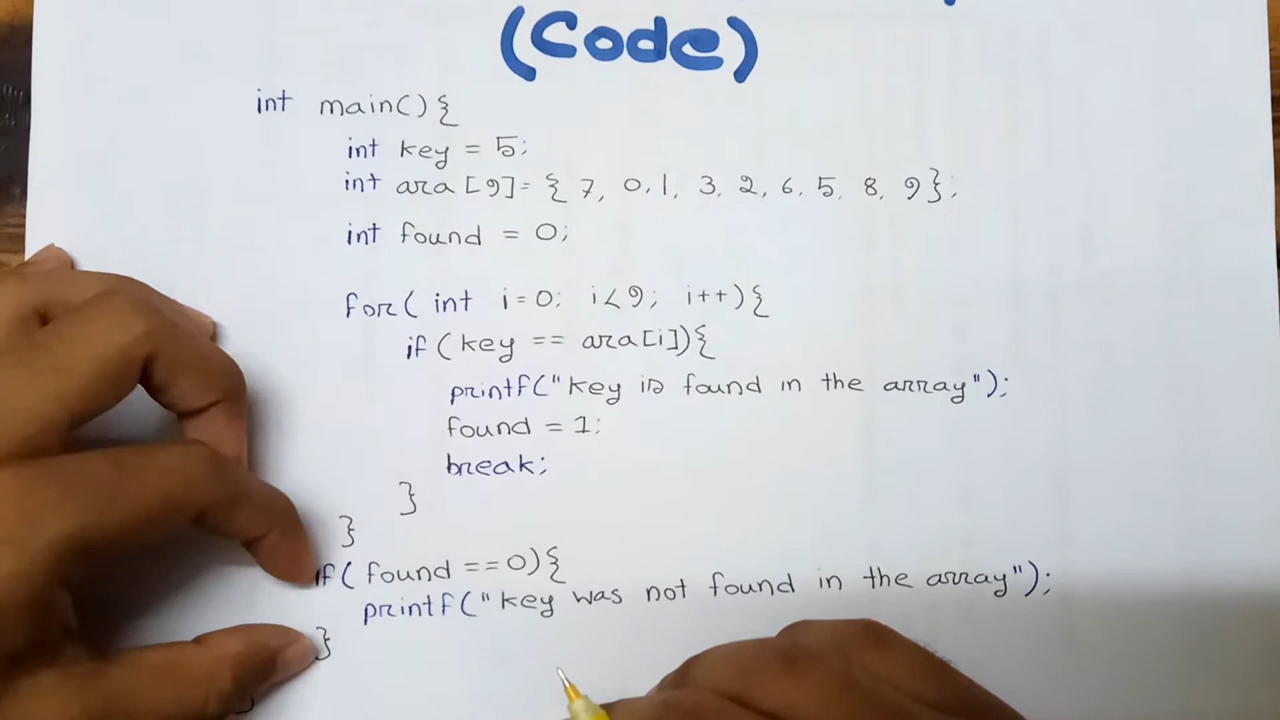 (Code)
int main(){
int key = 5;
int ara[9]= { 7, 0, 1, 3, 2, 6, 5, 8, 9};
int found = 0;
for( int i=0; i<9; i++){
if(key == ara[i]){
printf("key is found in the array");
found = 1;
break;
}
}
if( found ==0){
printf("key was not found in the array");
}
}